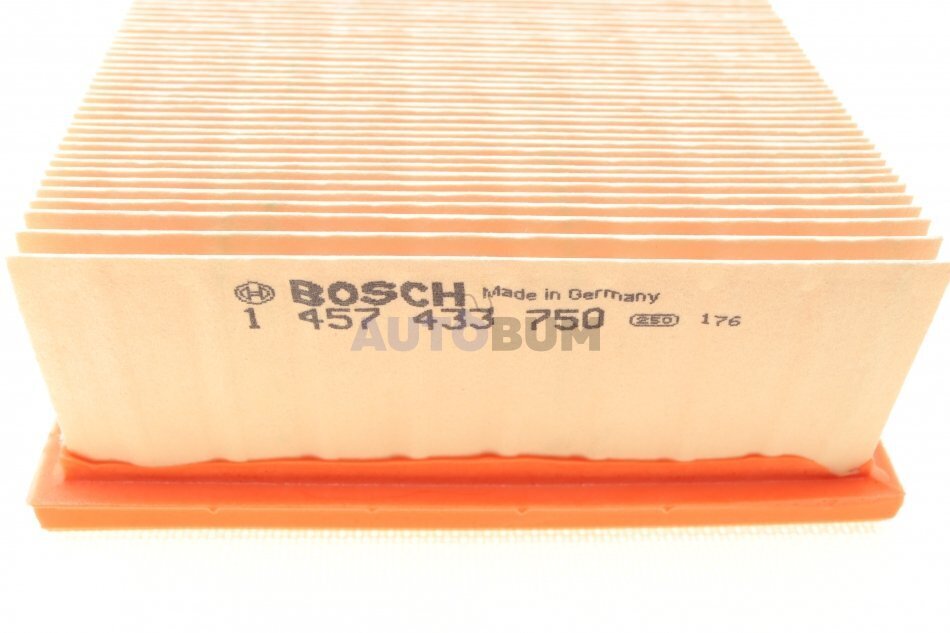 BOSCH Made in Germany
1 457 433 750 250 176
AUTOBUM